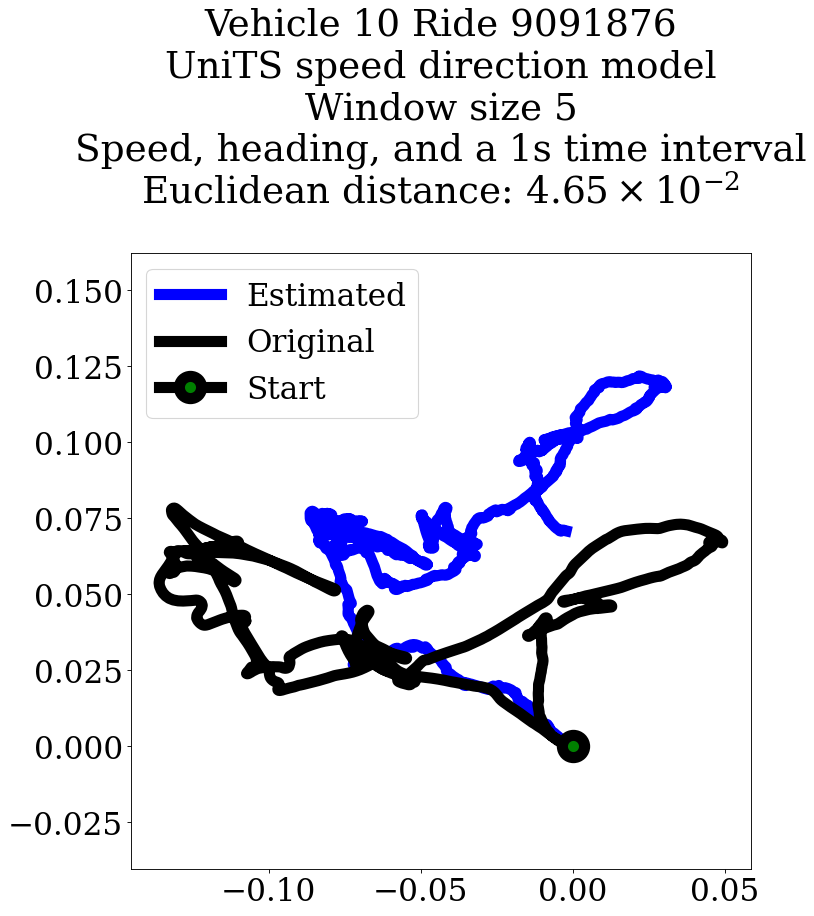 Vehicle 10 Ride 9091876
UniTS speed direction model
Window size 5
Speed, heading, and a 1s time interval
Euclidean distance: 4.65 × 10⁻²
Estimated
Original
Start
0.150
0.125
0.100
0.075
0.050
0.025
0.000
−0.025
−0.10 −0.05 0.00 0.05